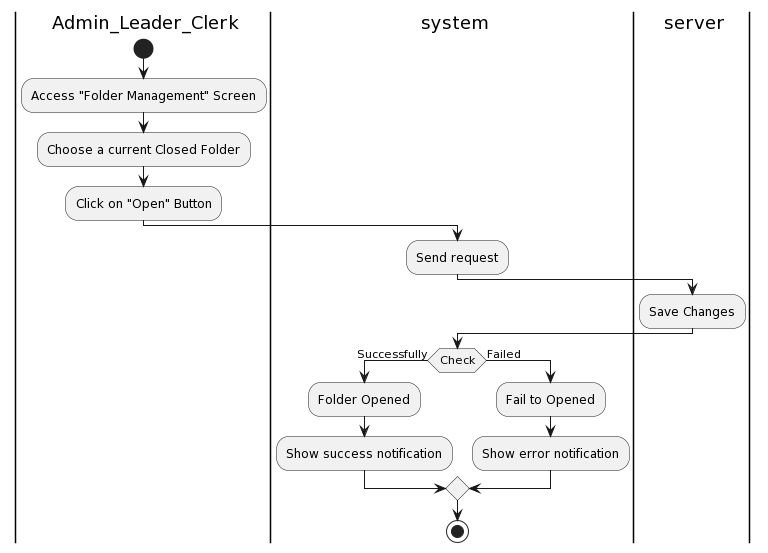 Admin_Leader_Clerk
system
server
Access "Folder Management" Screen
Choose a current Closed Folder
Click on "Open" Button
Send request
Save Changes
Successfully
Check
Failed
Folder Opened
Fail to Opened
Show success notification
Show error notification